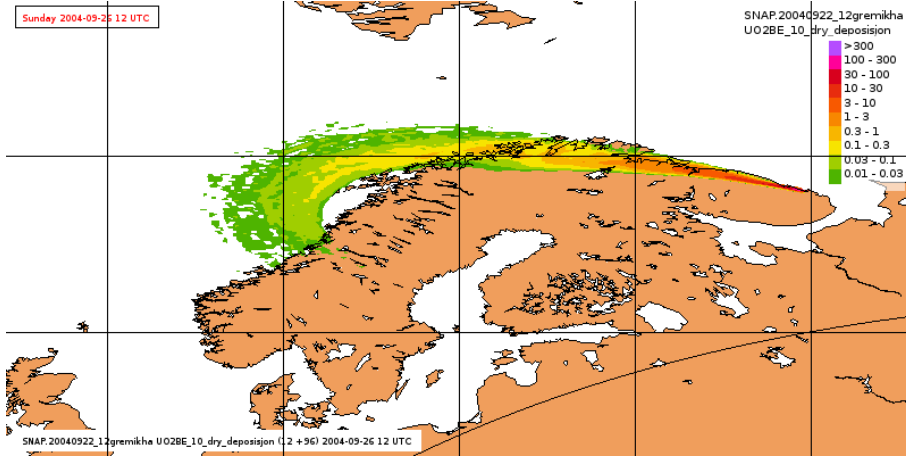 Sunday 2004-09-26 12 UTC
SNAP.20040922_12gremikha
UO2BE_10_dry_deposisjon
>300
100 - 300
30 - 100
10 - 30
3 - 10
1 - 3
0.3 - 1
0.1 - 0.3
0.03 - 0.1
0.01 - 0.03
SNAP.20040922_12gremikha UO2BE_10_dry_deposisjon (12 +96) 2004-09-26 12 UTC